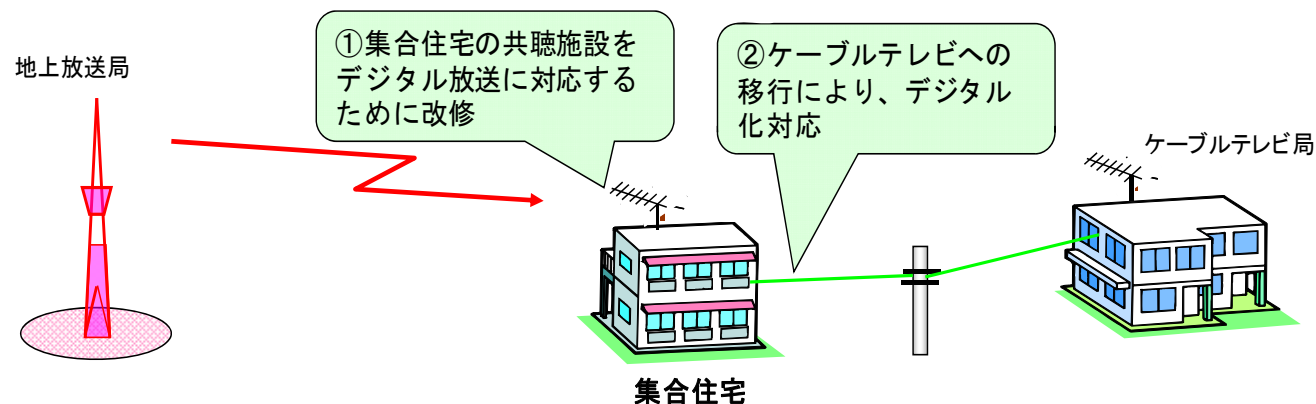 地上放送局
①集合住宅の共聴施設を
デジタル放送に対応する
ために改修
②ケーブルテレビへの
移行により、デジタル
化対応
ケーブルテレビ局
集合住宅